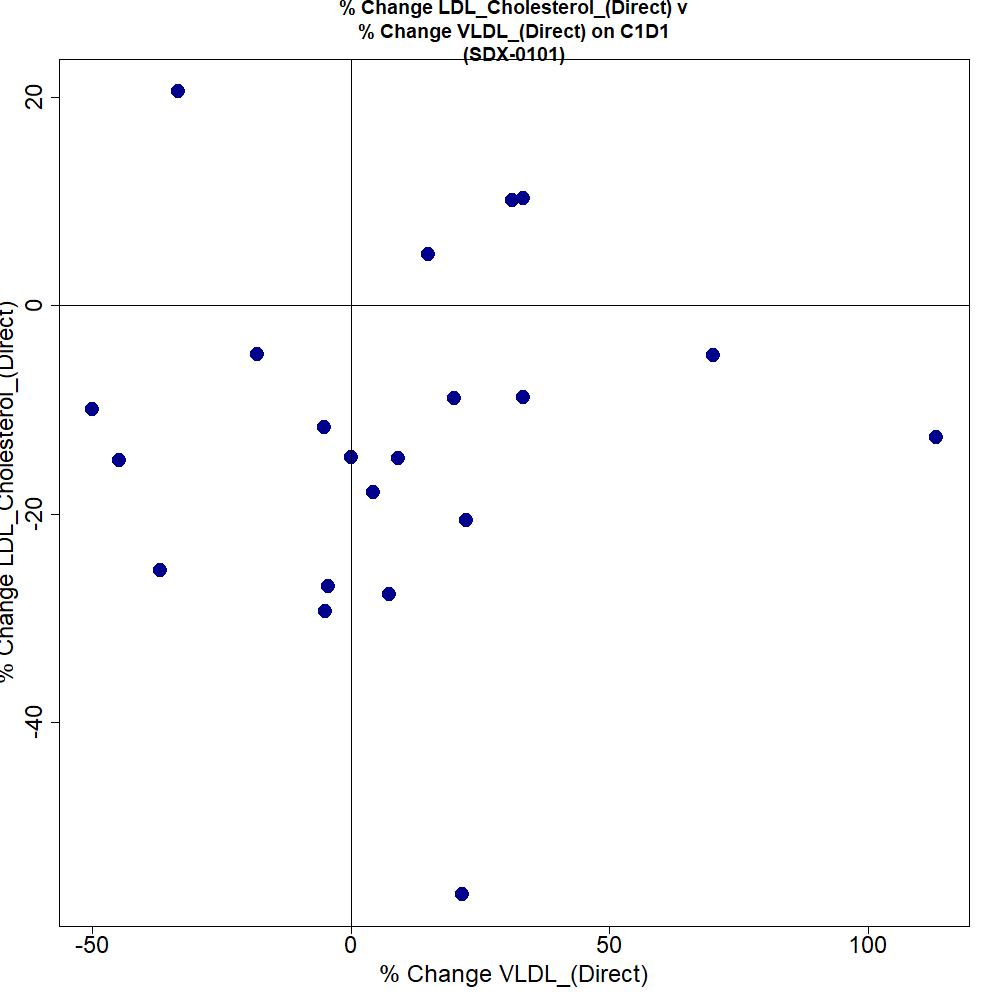 % Change LDL_Cholesterol_(Direct) v
% Change VLDL_(Direct) on C1D1
(SDX-0101)
% Change LDL_Cholesterol_(Direct)
20
0
-20
-40
-50
0
50
100
% Change VLDL_(Direct)